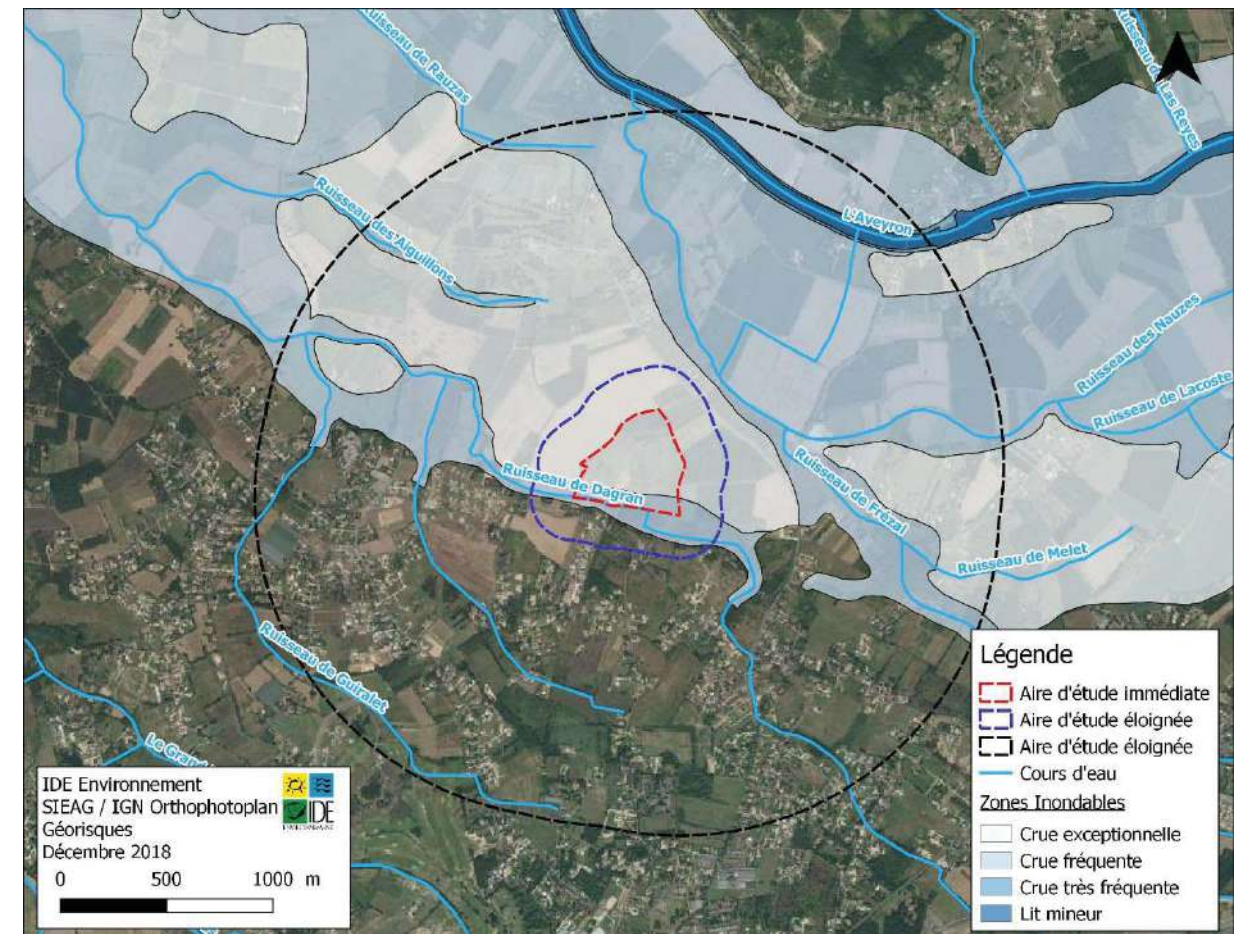 Ruisseau de Rauzas
Ruisseau de Las Reyes
Ruisseau des Aiguillons
L'Aveyron
Ruisseau des Nauzes
Ruisseau de Lacoste
Ruisseau de Dagran
Ruisseau de Frézal
Ruisseau de Melet
Ruisseau de Guiralet
Le Grand
Légende
Aire d'étude immédiate
Aire d'étude éloignée
Aire d'étude éloignée
Cours d'eau
Zones Inondables
Crue exceptionnelle
Crue fréquente
Crue très fréquente
Lit mineur
IDE Environnement
SIEAG / IGN Orthophotoplan
Géorisques
Décembre 2018
IDE
0 500 1000 m